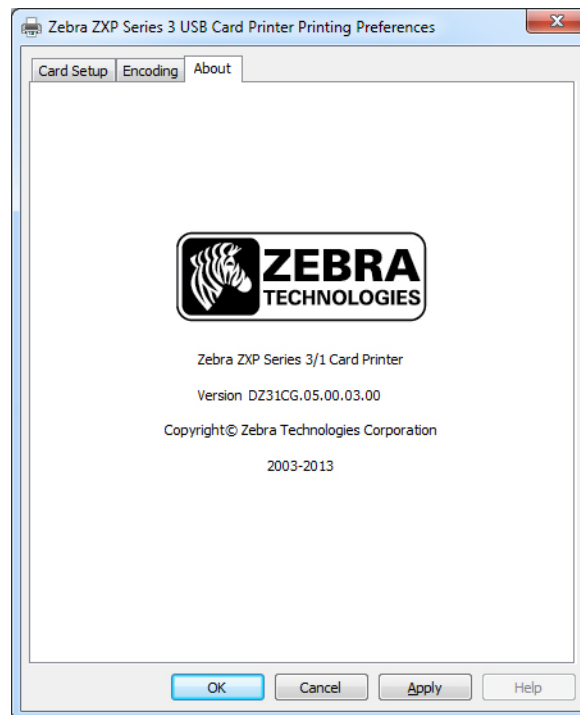 Zebra ZXP Series 3 USB Card Printer Printing Preferences
Card Setup Encoding About
ZEBRA
TECHNOLOGIES
Zebra ZXP Series 3/1 Card Printer
Version DZ31CG.05.00.03.00
Copyright© Zebra Technologies Corporation
2003-2013
OK Cancel Apply Help